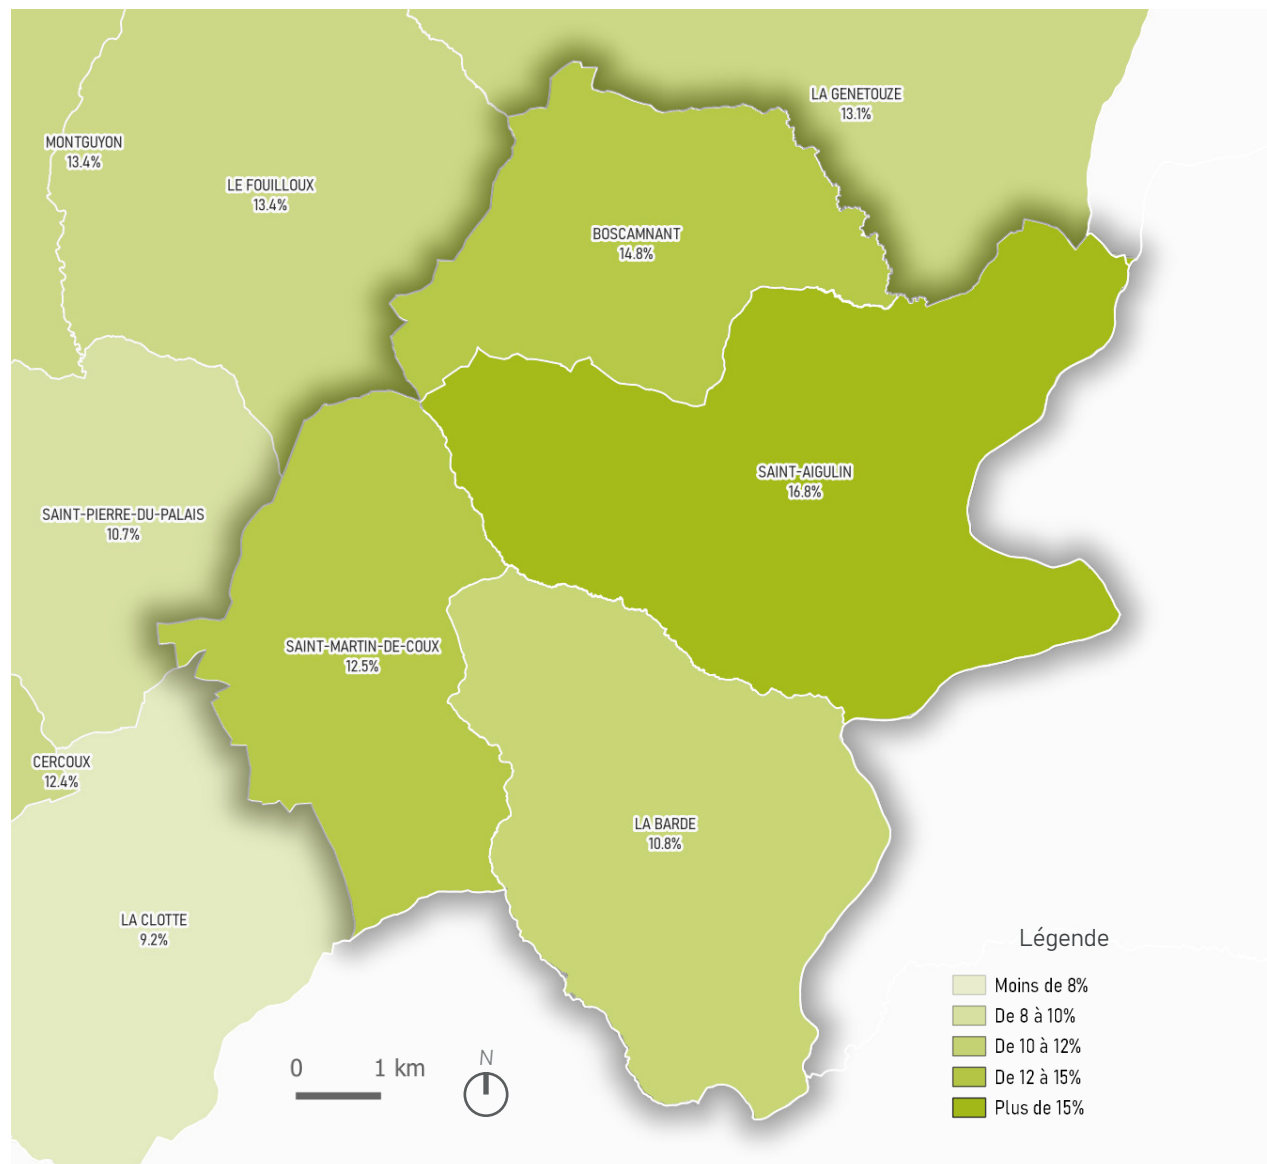 LA GENETOUZE
13.1%
MONTGUYON
13.4%
LE FOUILLOUX
13.4%
BOSCAMNANT
14.8%
SAINT-AIGULIN
16.8%
SAINT-PIERRE-DU-PALAIS
10.7%
SAINT-MARTIN-DE-COUX
12.5%
CERCOUX
12.4%
LA BARDE
10.8%
LA CLOTTE
9.2%
Légende
Moins de 8%
De 8 à 10%
De 10 à 12%
De 12 à 15%
Plus de 15%
0 1 km
N